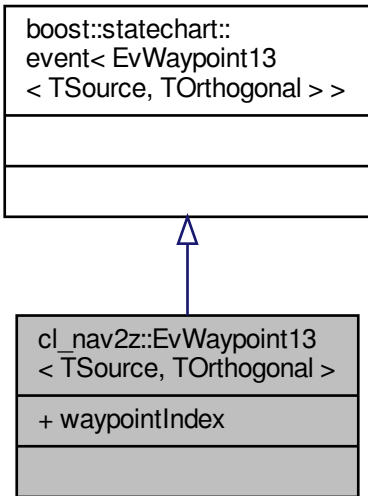 boost::statechart::
event< EvWaypoint13
< TSource, TOrthogonal > >
cl_nav2z::EvWaypoint13
< TSource, TOrthogonal >
+ waypointIndex